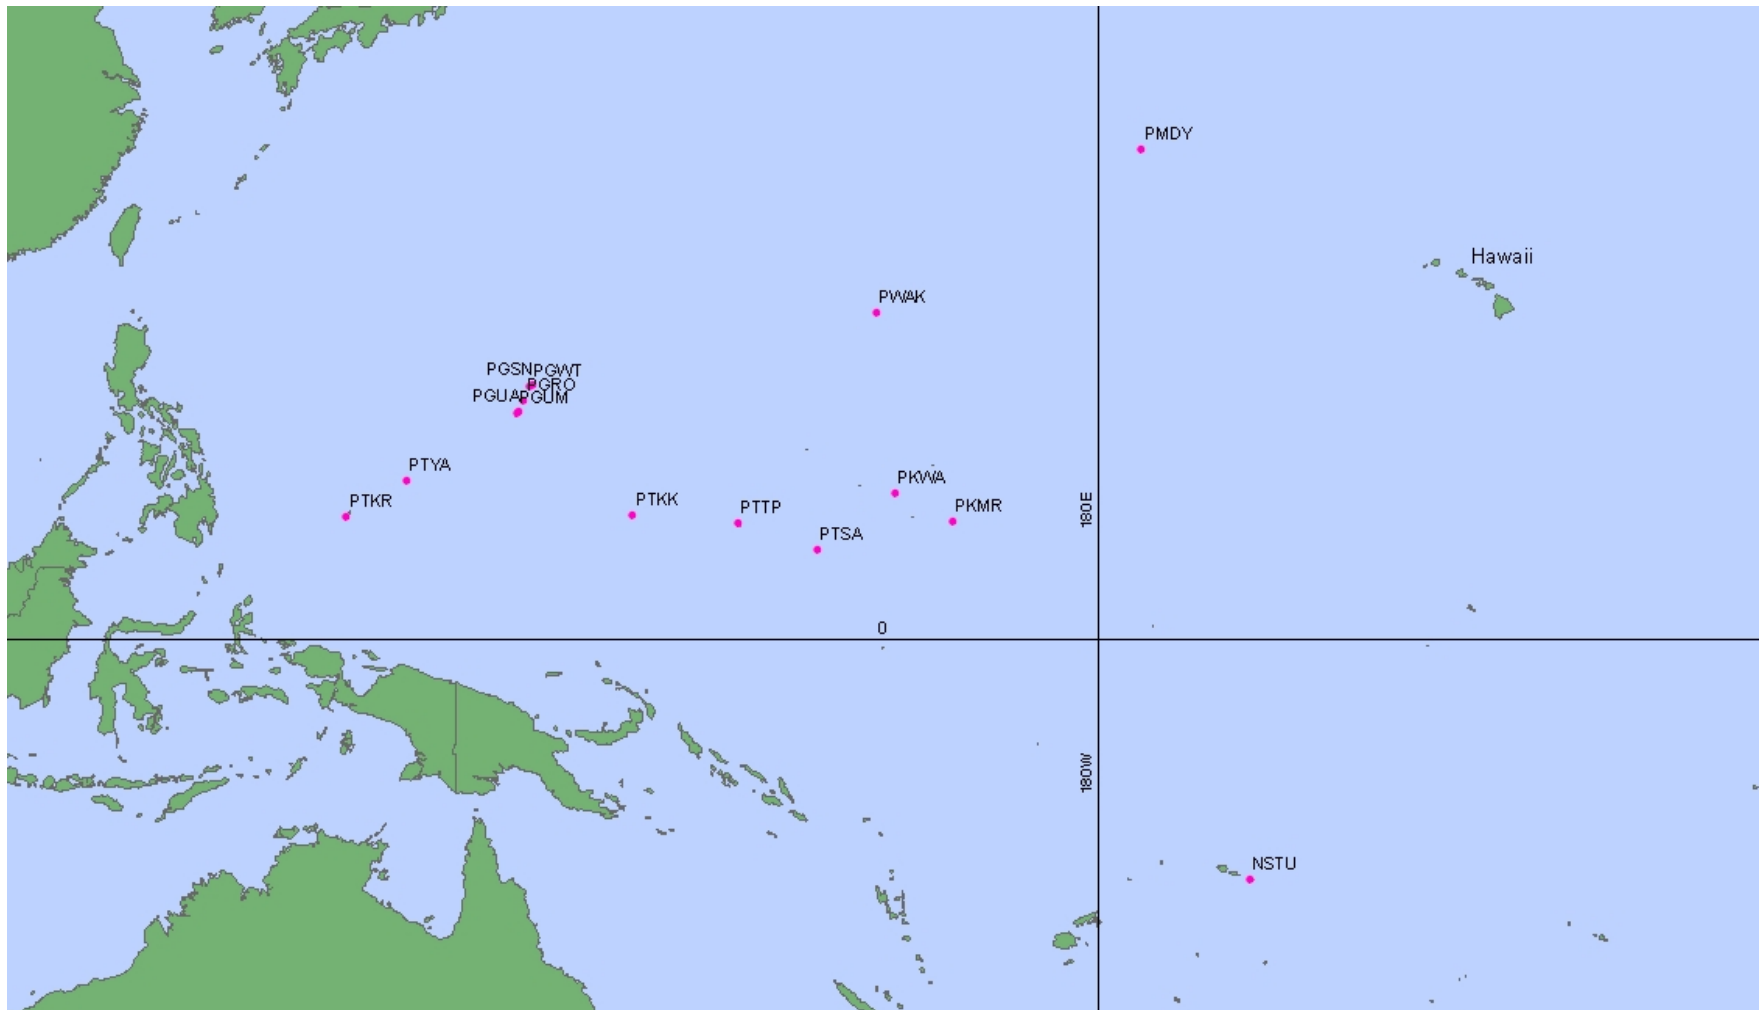 PMDY
Hawaii
PWAK
PGSN
PGWT
PGRO
PGUA
PGUM
PTYA
PTKR
PTKK
PTTP
PKWA
PKMR
PTSA
180E
0
180W
NSTU